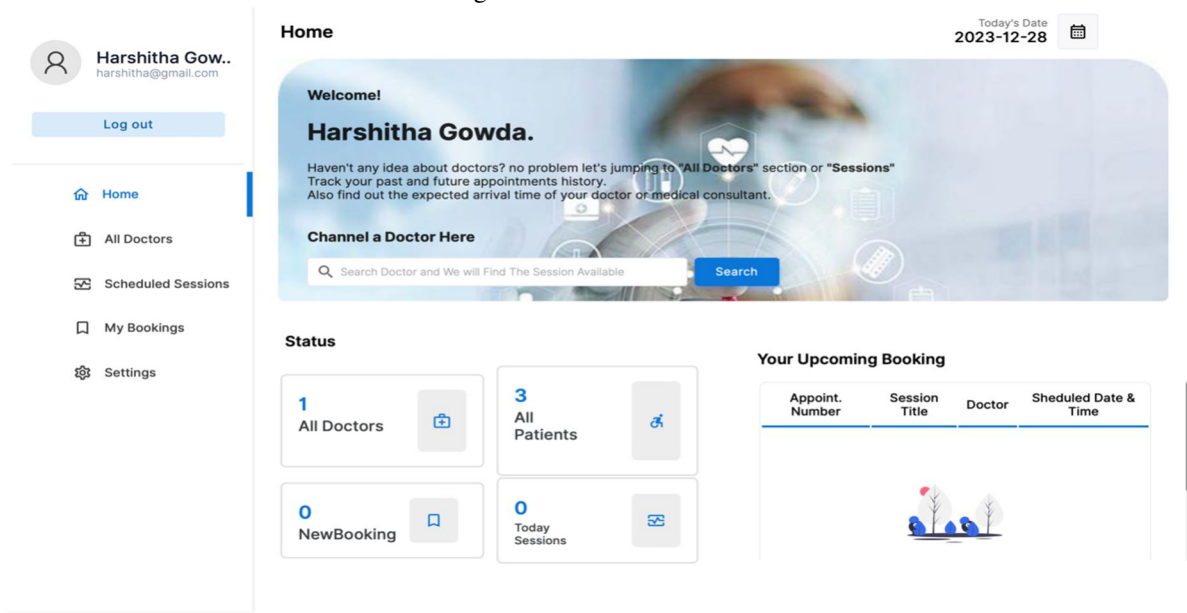 Harshitha Gow..
harshitha@gmail.com
Log out
Home
All Doctors
Scheduled Sessions
My Bookings
Settings
Home
Today's Date
2023-12-28
Welcome!
Harshitha Gowda.
Haven't any idea about doctors? no problem let's jumping to "All Doctors" section or "Sessions"
Track your past and future appointments history.
Also find out the expected arrival time of your doctor or medical consultant.
Channel a Doctor Here
Search Doctor and We will Find The Session Available
Search
Status
1
All Doctors
3
All
Patients
0
NewBooking
0
Today
Sessions
Your Upcoming Booking
Appoint.
Number
Session
Title
Doctor
Sheduled Date &
Time